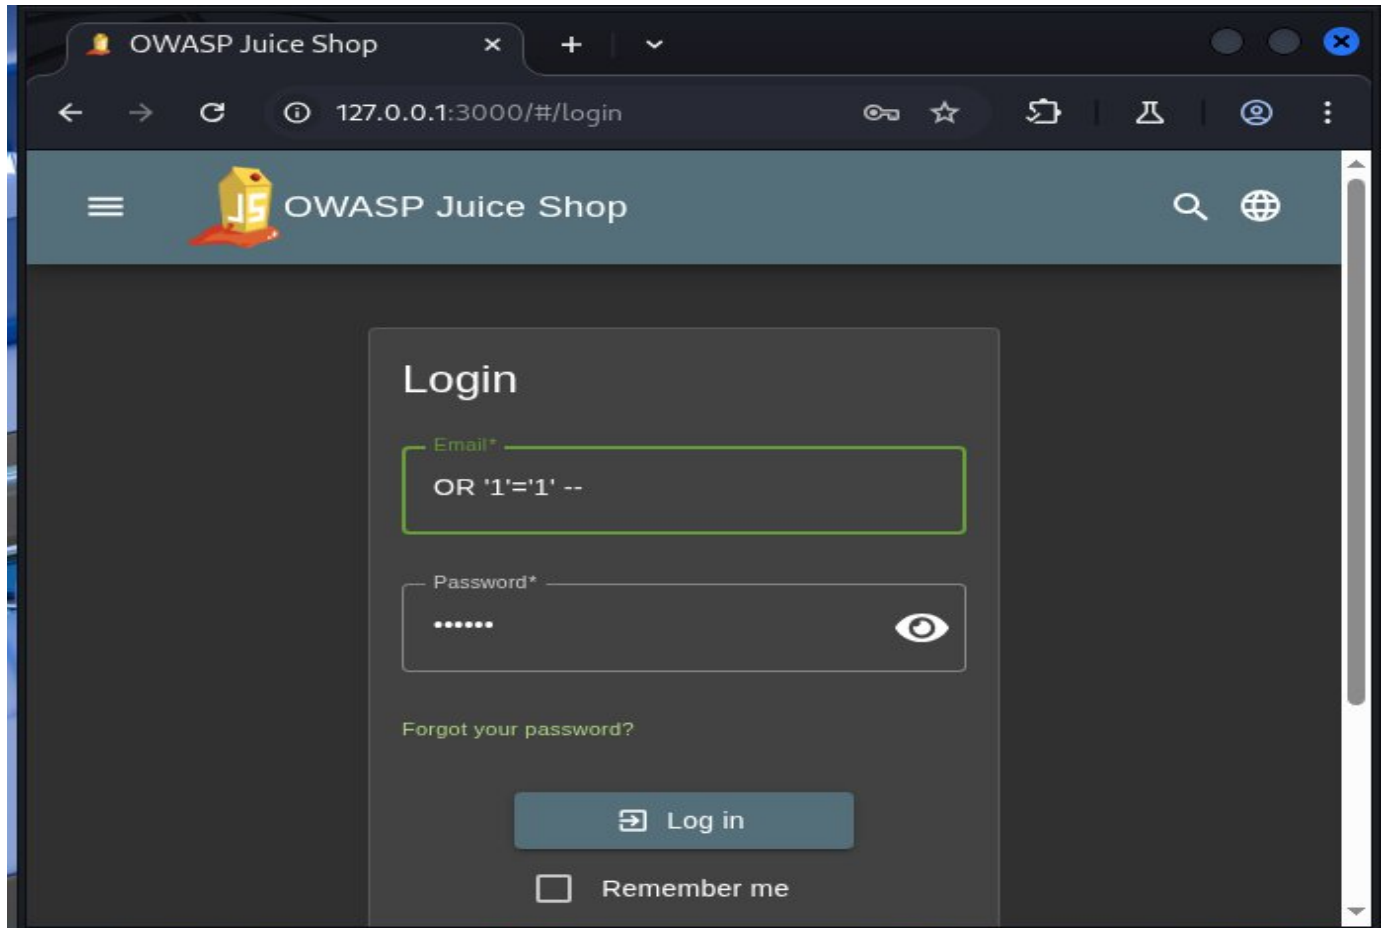 OWASP Juice Shop
127.0.0.1:3000/#/login
JS OWASP Juice Shop
Login
Email*
OR '1'='1' --
Password*
••••••
Forgot your password?
Log in
Remember me